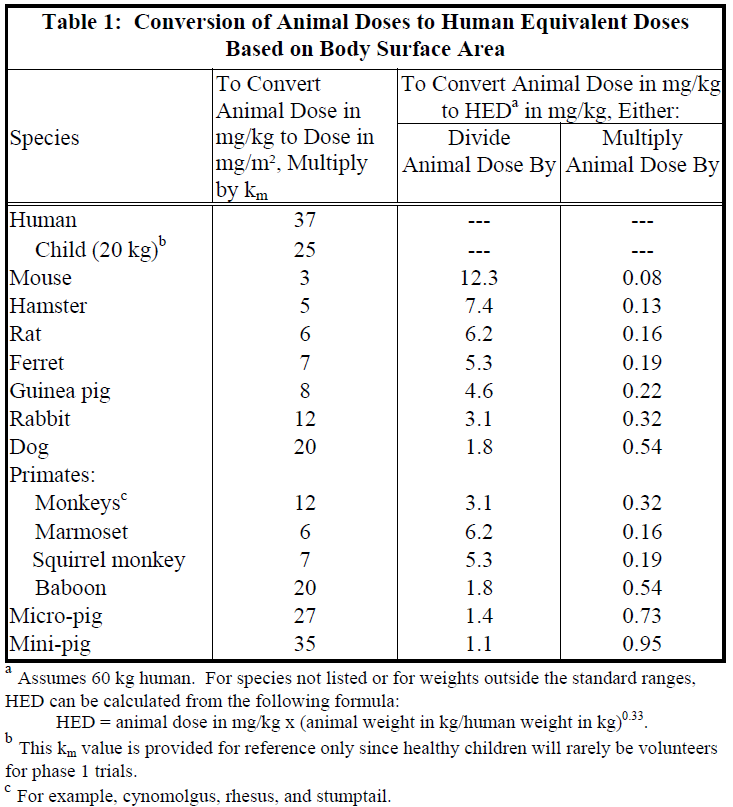 Table 1: Conversion of Animal Doses to Human Equivalent Doses
Based on Body Surface Area
Species
To Convert
Animal Dose in
mg/kg to Dose in
mg/m², Multiply
by km
To Convert Animal Dose in mg/kg
to HEDa in mg/kg, Either:
Divide
Animal Dose By
Multiply
Animal Dose By
Human 37 --- ---
Child (20 kg)b 25 --- ---
Mouse 3 12.3 0.08
Hamster 5 7.4 0.13
Rat 6 6.2 0.16
Ferret 7 5.3 0.19
Guinea pig 8 4.6 0.22
Rabbit 12 3.1 0.32
Dog 20 1.8 0.54
Primates:
Monkeysc 12 3.1 0.32
Marmoset 6 6.2 0.16
Squirrel monkey 7 5.3 0.19
Baboon 20 1.8 0.54
Micro-pig 27 1.4 0.73
Mini-pig 35 1.1 0.95
a Assumes 60 kg human. For species not listed or for weights outside the standard ranges,
HED can be calculated from the following formula:
HED = animal dose in mg/kg x (animal weight in kg/human weight in kg)0.33.
b This km value is provided for reference only since healthy children will rarely be volunteers
for phase 1 trials.
c For example, cynomolgus, rhesus, and stumptail.